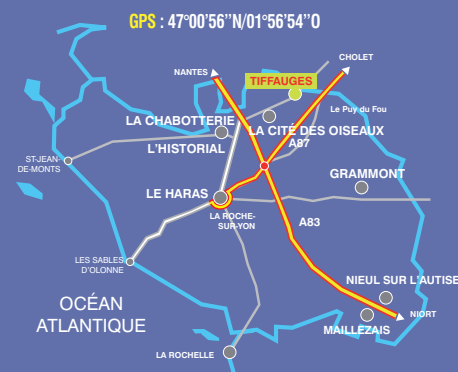 GPS : 47°00'56"N/01°56'54"O
CHOLET
NANTES
TIFFAUGES
Le Puy du Fou
LA CHABOTTERIE
LA CITÉ DES OISEAUX
A87
L'HISTORIAL
ST-JEAN
DE-MONTS
GRAMMONT
LE HARAS
LA ROCHE-
SUR-YON
A83
LES SABLES
D'OLONNE
NIEUL SUR L'AUTISE
OCÉAN
ATLANTIQUE
NIORT
MAILLEZAIS
LA ROCHELLE